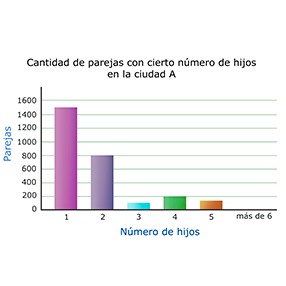 Cantidad de parejas con cierto número de hijos
en la ciudad A
Parejas
1600
1400
1200
1000
800
600
400
200
0
1 2 3 4 5 más de 6
Número de hijos